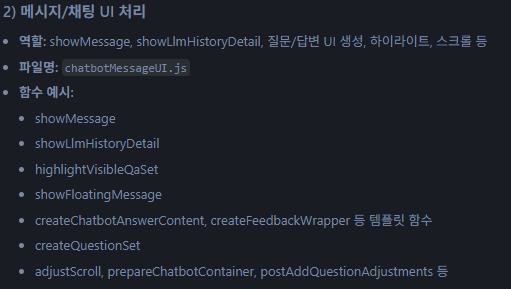 2) 메시지/채팅 UI 처리
• 역할: showMessage, showLlmHistoryDetail, 질문/답변 UI 생성, 하이라이트, 스크롤 등
• 파일명: chatbotMessageUI.js
• 함수 예시:
• showMessage
• showLlmHistoryDetail
• highlightVisibleQaSet
• showFloatingMessage
• createChatbotAnswerContent, createFeedbackWrapper 등 템플릿 함수
• createQuestionSet
• adjustScroll, prepareChatbotContainer, postAddQuestionAdjustments 등